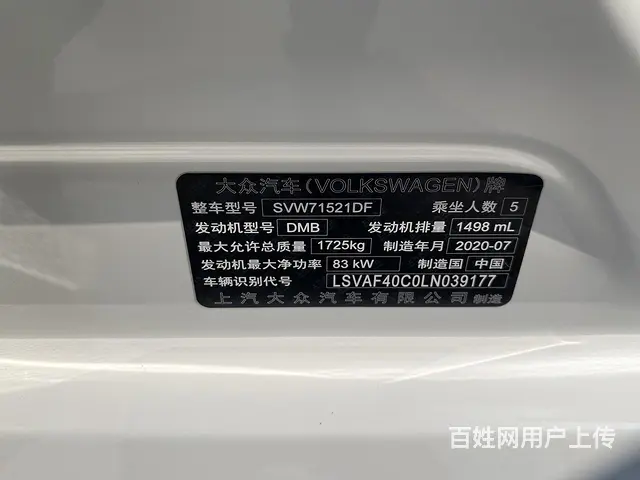 大众汽车(VOLKSWAGEN)牌
整车型号 SVW71521DF 乘坐人数 5
发动机型号 DMB 发动机排量 1498 mL
最大允许总质量 1725kg 制造年月 2020-07
发动机最大净功率 83 kW 制造国 中国
车辆识别代号 LSVAF40C0LN039177
上汽大众汽车有限公司 制造
百姓网用户上传